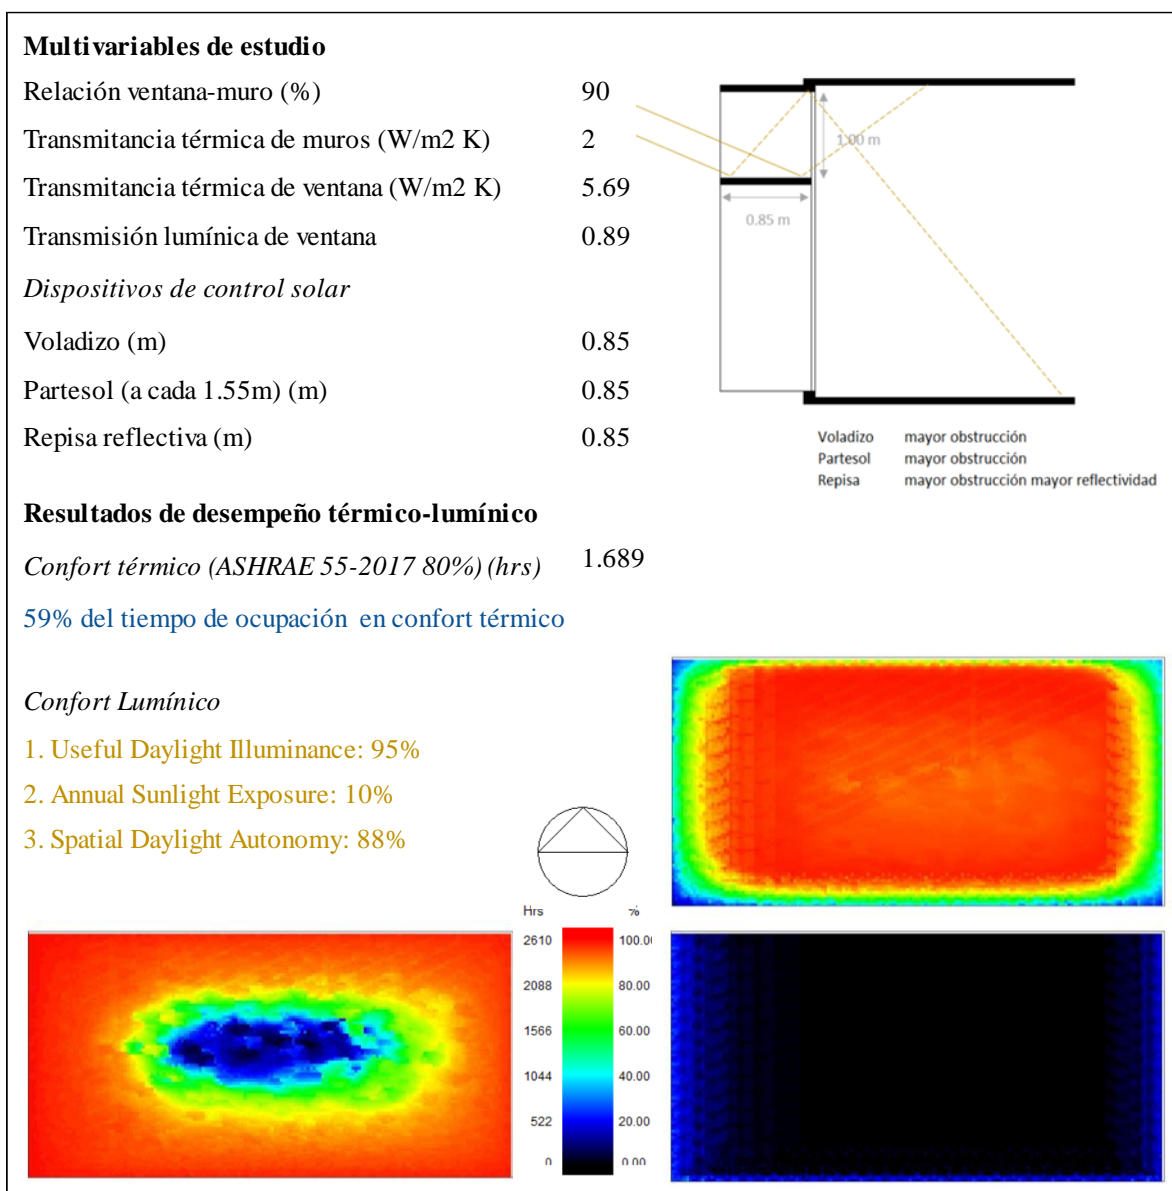 Multivariables de estudio
Relación ventana-muro (%) 90
Transmitancia térmica de muros (W/m2 K) 2
Transmitancia térmica de ventana (W/m2 K) 5.69
Transmisión lumínica de ventana 0.89
Dispositivos de control solar
Voladizo (m) 0.85
Partesol (a cada 1.55m) (m) 0.85
Repisa reflectiva (m) 0.85
1.00 m
0.85 m
Voladizo mayor obstrucción
Partesol mayor obstrucción
Repisa mayor obstrucción mayor reflectividad
Resultados de desempeño térmico-lumínico
Confort térmico (ASHRAE 55-2017 80%) (hrs) 1.689
59% del tiempo de ocupación en confort térmico
Confort Lumínico
1. Useful Daylight Illuminance: 95%
2. Annual Sunlight Exposure: 10%
3. Spatial Daylight Autonomy: 88%
Hrs %
2610 100.0
2088 80.00
1566 60.00
1044 40.00
522 20.00
0 0.00